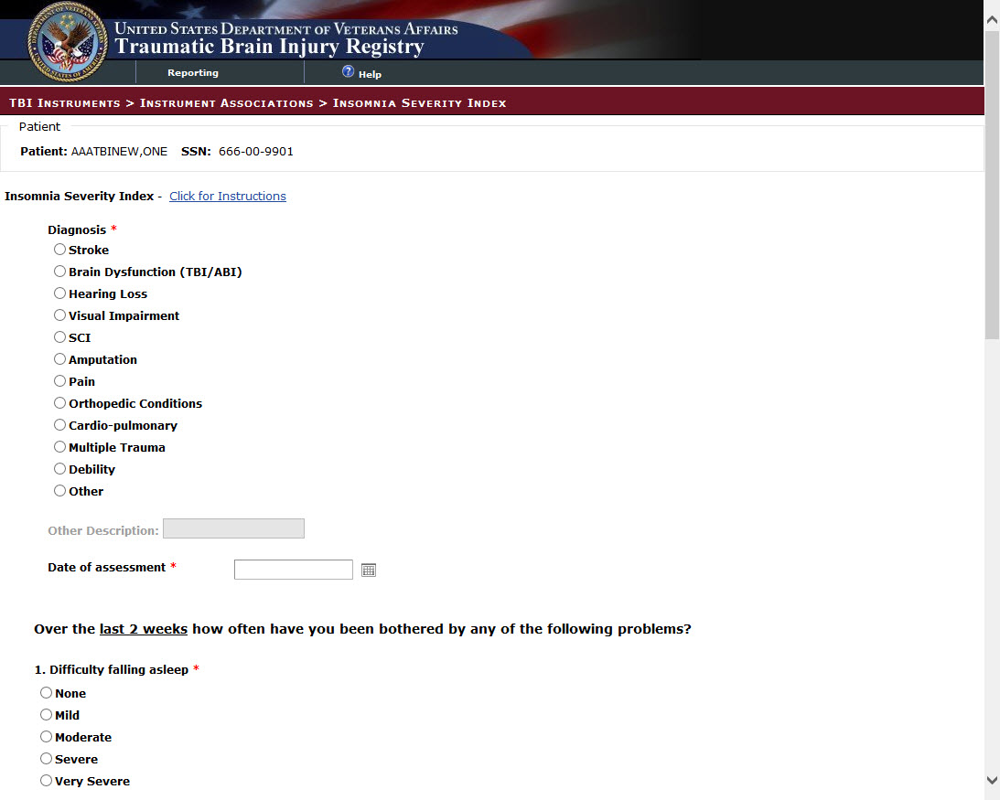 UNITED STATES DEPARTMENT OF VETERANS AFFAIRS
Traumatic Brain Injury Registry
Reporting
? Help
TBI INSTRUMENTS > INSTRUMENT ASSOCIATIONS > INSOMNIA SEVERITY INDEX
Patient
Patient: AAATBINEW,ONE SSN: 666-00-9901
Insomnia Severity Index - Click for Instructions
Diagnosis *
Stroke
Brain Dysfunction (TBI/ABI)
Hearing Loss
Visual Impairment
SCI
Amputation
Pain
Orthopedic Conditions
Cardio-pulmonary
Multiple Trauma
Debility
Other
Other Description:
Date of assessment *
Over the last 2 weeks how often have you been bothered by any of the following problems?
1. Difficulty falling asleep *
None
Mild
Moderate
Severe
Very Severe